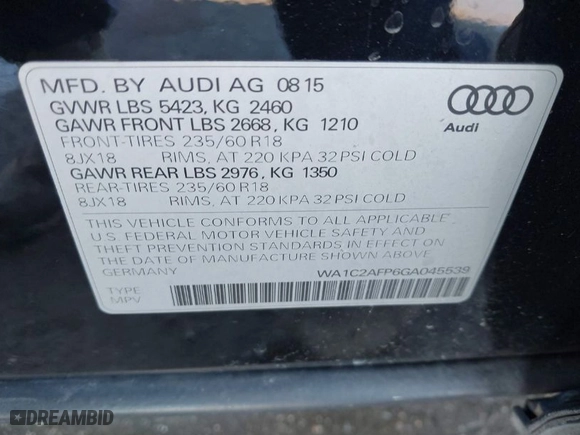 MFD. BY AUDI AG 08 15
GVWR LBS 5423, KG 2460
GAWR FRONT LBS 2668, KG 1210
FRONT-TIRES 235/60 R18
8JX18 RIMS, AT 220 KPA 32 PSI COLD
GAWR REAR LBS 2976, KG 1350
REAR-TIRES 235/60 R18
8JX18 RIMS, AT 220 KPA 32 PSI COLD
Audi
THIS VEHICLE CONFORMS TO ALL APPLICABLE
U.S. FEDERAL MOTOR VEHICLE SAFETY AND
THEFT PREVENTION STANDARDS IN EFFECT ON
THE DATE OF MANUFACTURE SHOWN ABOVE
GERMANY WA1C2AFP6GA045539
TYPE
MPV
DREAMBID